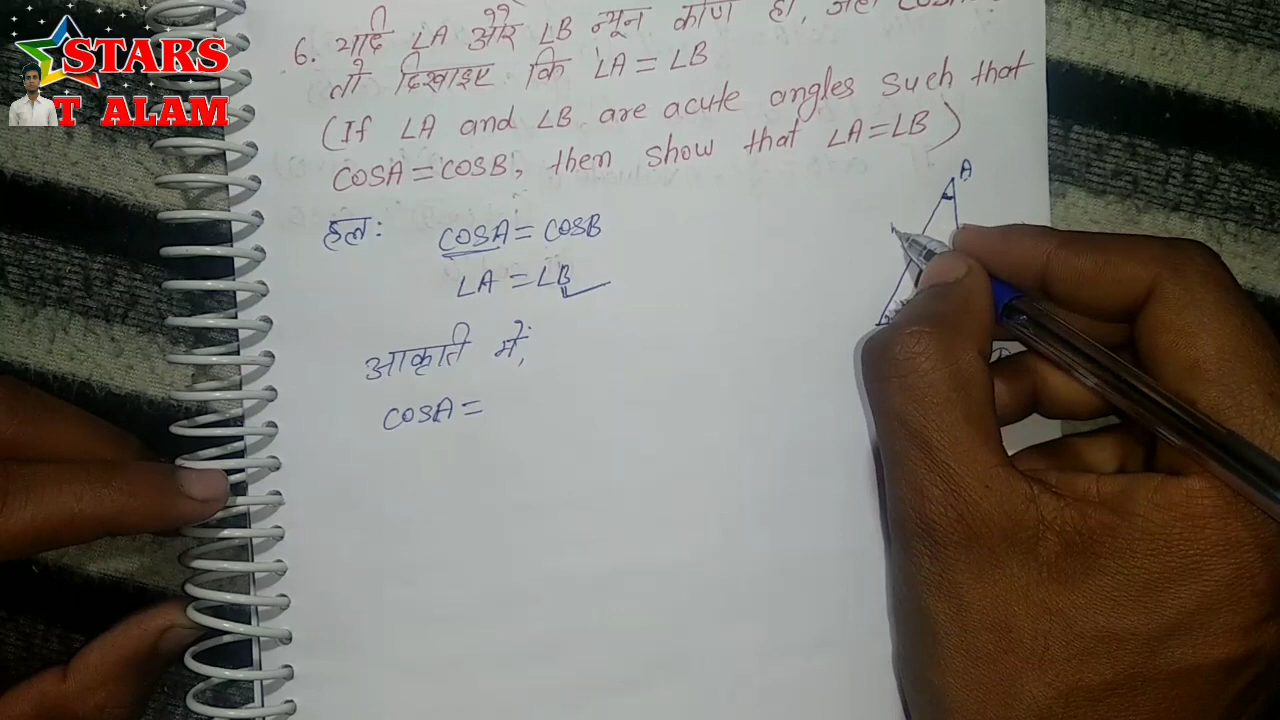 STARS
T ALAM
6. यदि ∠A और ∠B न्यून कोण हो, जहाँ
तो दिखाइए कि ∠A = ∠B
(If ∠A and ∠B are acute angles such that
COSA = COSB, then show that ∠A = ∠B)
A
हल: COSA = COSB
∠A = ∠B
आकृति में,
COSA =